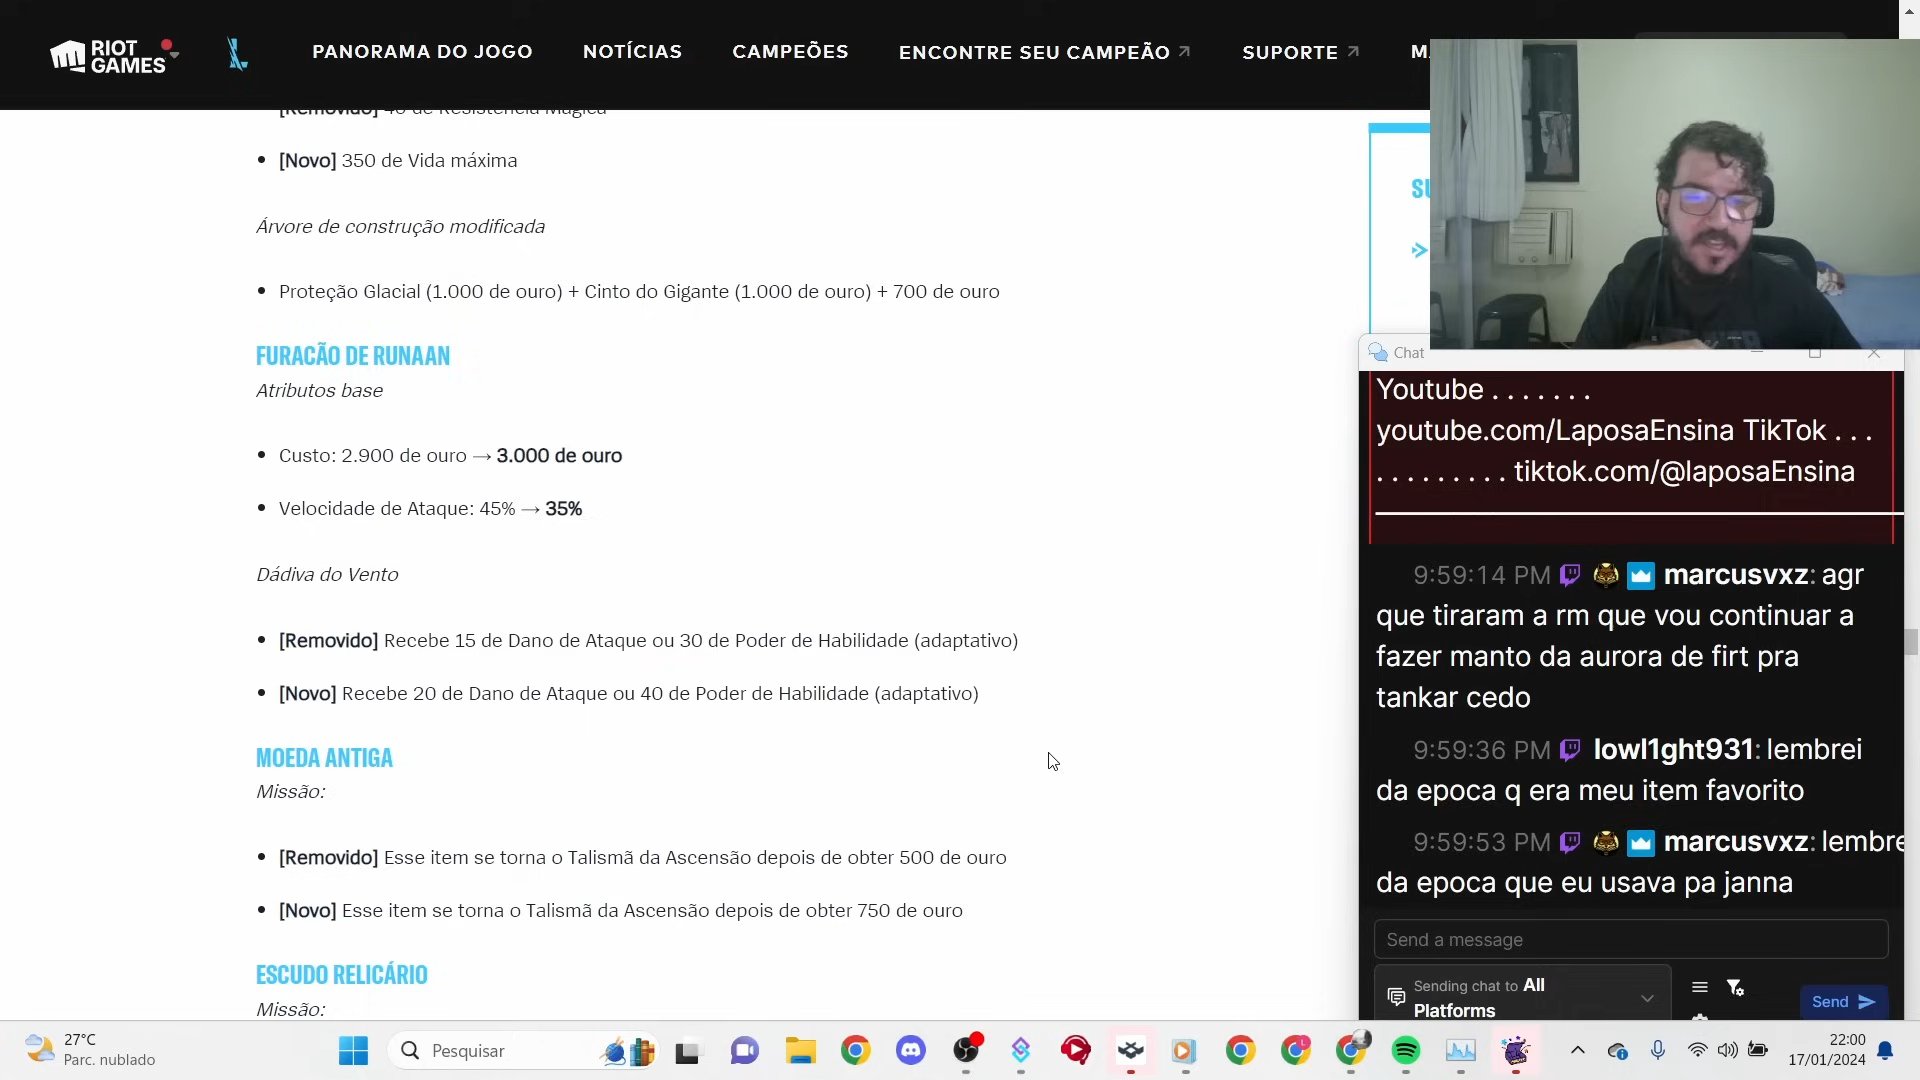 RIOT GAMES
PANORAMA DO JOGO
NOTÍCIAS
CAMPEÕES
ENCONTRE SEU CAMPEÃO
SUPORTE
[Removido] 40 de Resistência Mágica
[Novo] 350 de Vida máxima
Árvore de construção modificada
Proteção Glacial (1.000 de ouro) + Cinto do Gigante (1.000 de ouro) + 700 de ouro
FURACÃO DE RUNAAN
Atributos base
Custo: 2.900 de ouro → 3.000 de ouro
Velocidade de Ataque: 45% → 35%
Dádiva do Vento
[Removido] Recebe 15 de Dano de Ataque ou 30 de Poder de Habilidade (adaptativo)
[Novo] Recebe 20 de Dano de Ataque ou 40 de Poder de Habilidade (adaptativo)
MOEDA ANTIGA
Missão:
[Removido] Esse item se torna o Talismã da Ascensão depois de obter 500 de ouro
[Novo] Esse item se torna o Talismã da Ascensão depois de obter 750 de ouro
ESCUDO RELICÁRIO
Missão:
Chat
Youtube . . . . . . .
youtube.com/LaposaEnsina TikTok . . .
. . . . . . . . . . tiktok.com/@laposaEnsina
9:59:14 PM marcusvxz: agr
que tiraram a rm que vou continuar a
fazer manto da aurora de firt pra
tankar cedo
9:59:36 PM lowl1ght931: lembrei
da epoca q era meu item favorito
9:59:53 PM marcusvxz: lembre
da epoca que eu usava pa janna
Send a message
Sending chat to All
Platforms
Send
27°C
Parc. nublado
Pesquisar
22:00
17/01/2024